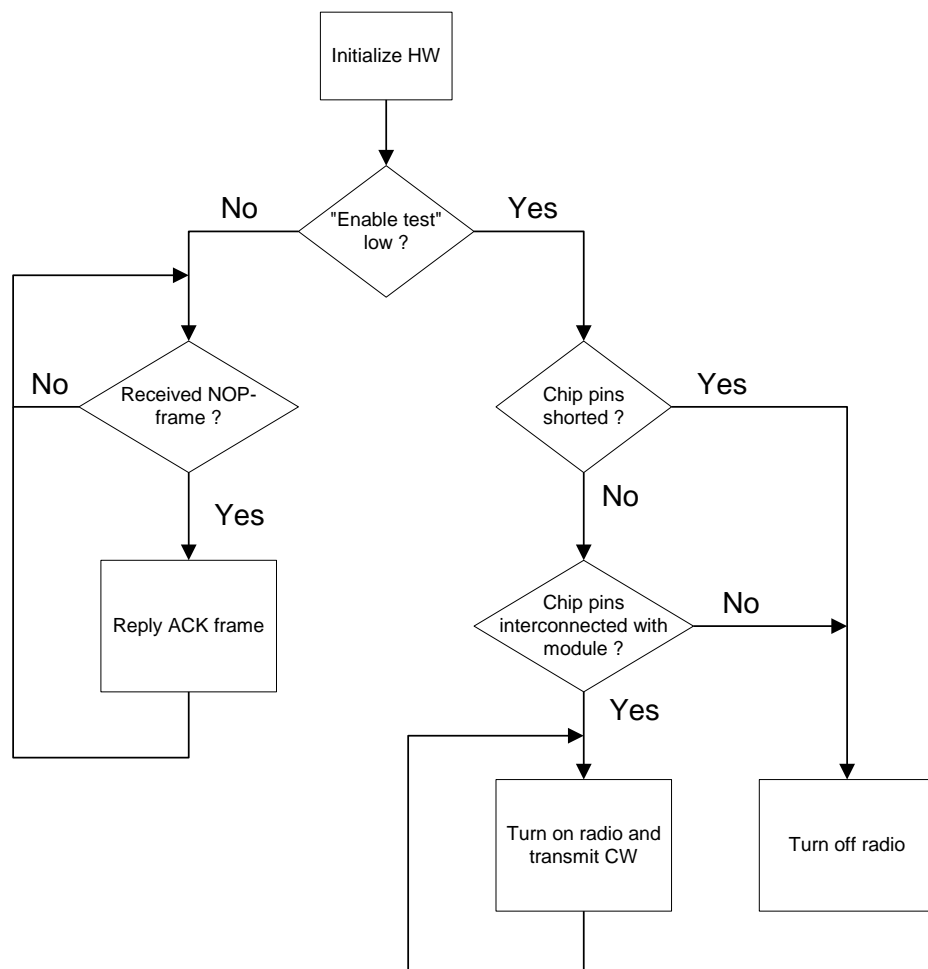 Initialize HW
No
"Enable test"
low ?
Yes
No
Received NOP-
frame ?
Chip pins
shorted ?
Yes
Yes
No
Reply ACK frame
Chip pins
interconnected with
module ?
No
Yes
Turn on radio and
transmit CW
Turn off radio